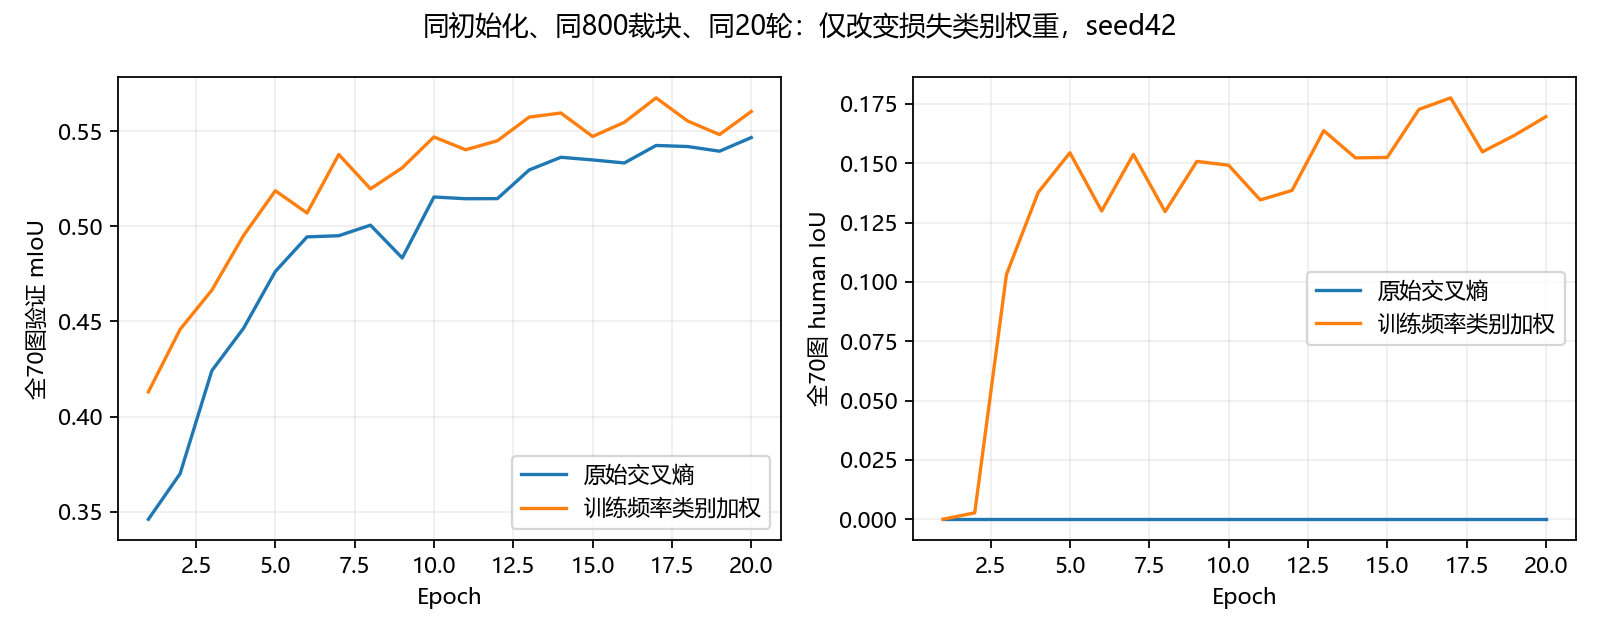 同初始化、同800裁块、同20轮：仅改变损失类别权重，seed42
全70图验证 mIoU
0.55
0.50
0.45
0.40
0.35
原始交叉熵
训练频率类别加权
2.5 5.0 7.5 10.0 12.5 15.0 17.5 20.0
Epoch
全70图 human IoU
0.175
0.150
0.125
0.100
0.075
0.050
0.025
0.000
原始交叉熵
训练频率类别加权
2.5 5.0 7.5 10.0 12.5 15.0 17.5 20.0
Epoch